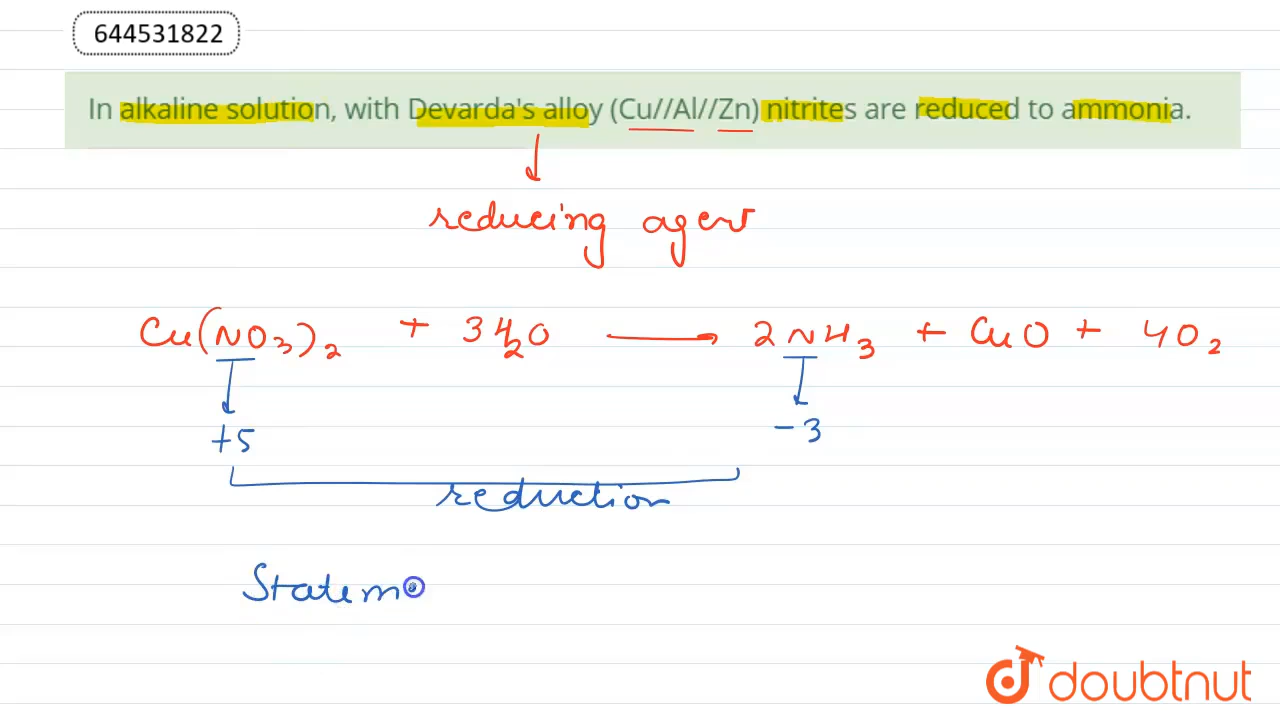 644531822
In alkaline solution, with Devarda's alloy (Cu//Al//Zn) nitrites are reduced to ammonia.
reducing agent
Cu(NO3)2 + 3H2O → 2NH3 + CuO + 4O2
+5 -3
reduction
Statem
doubtnut